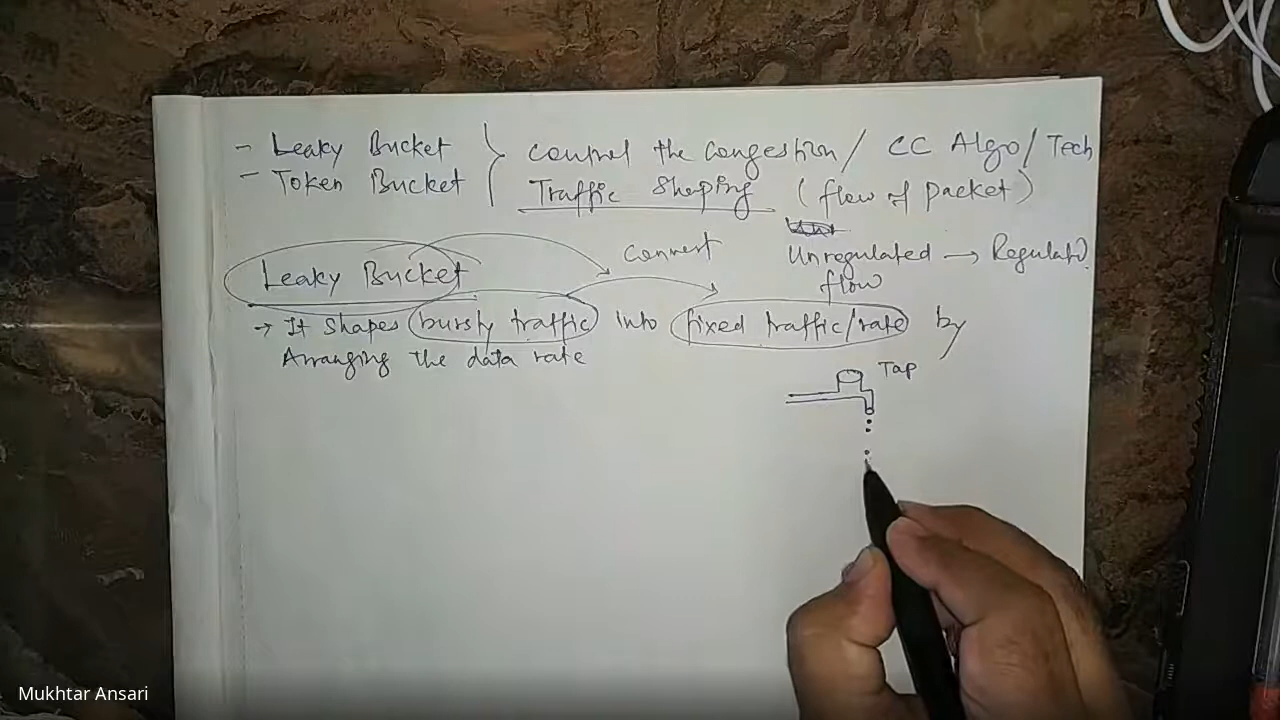 - Leaky Bucket } control the congestion / CC Algo / Tech
- Token Bucket Traffic Shaping (flow of packet)
Leaky Bucket convert Unregulated → Regulat
flow
→ It shapes bursty traffic into fixed traffic/rate by
Arranging the data rate
Tap
Mukhtar Ansari